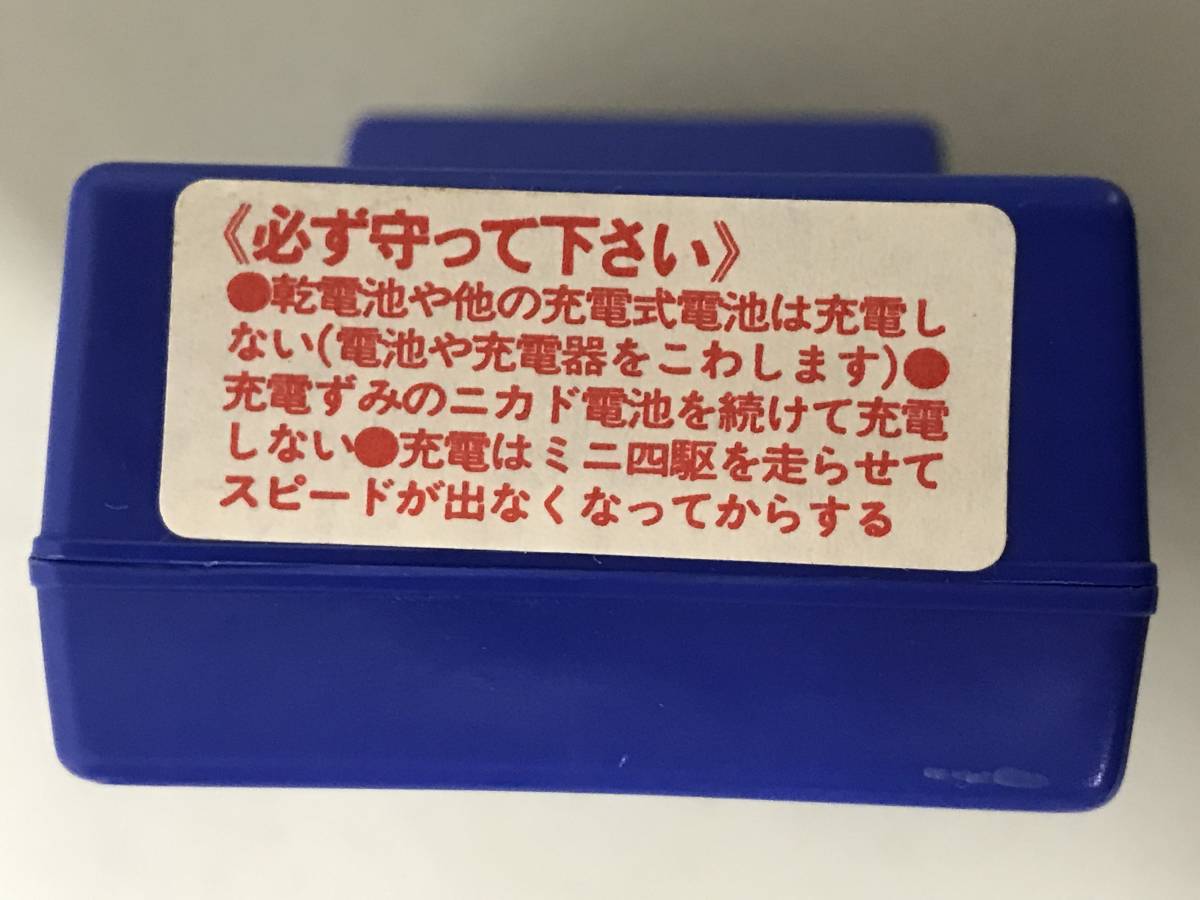 《必ず守って下さい》
●乾電池や他の充電式電池は充電し
ない(電池や充電器をこわします)●
充電ずみのニカド電池を続けて充電
しない●充電はミニ四駆を走らせて
スピードが出なくなってからする